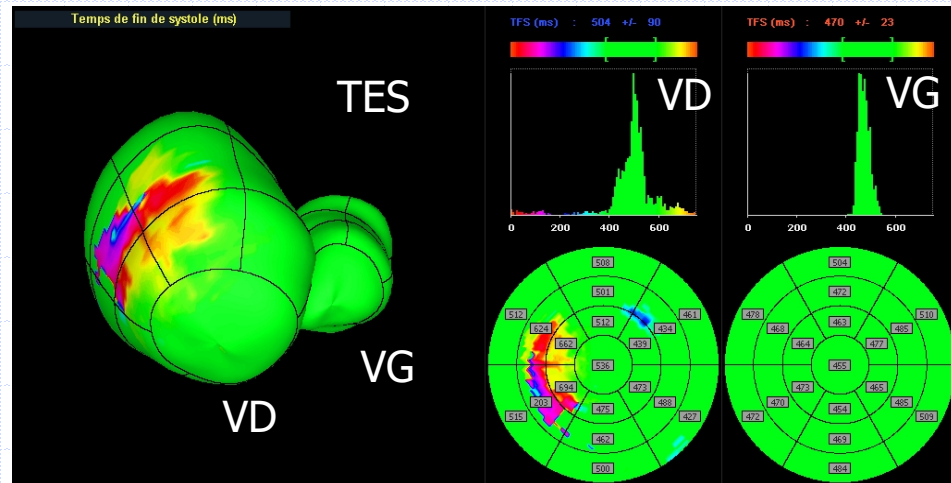 Temps de fin de systole (ms)
TES
VG
VD
TFS (ms) : 504 +/- 90
VD
0 200 400 600
TFS (ms) : 470 +/- 23
VG
0 200 400 600
508
501
512 512 461
624 434
662 439
536
694 473
203 488
515 475 427
462
500
504
472
478 463 510
468 485
464 477
455
473 465
470 485
472 454 509
469
484